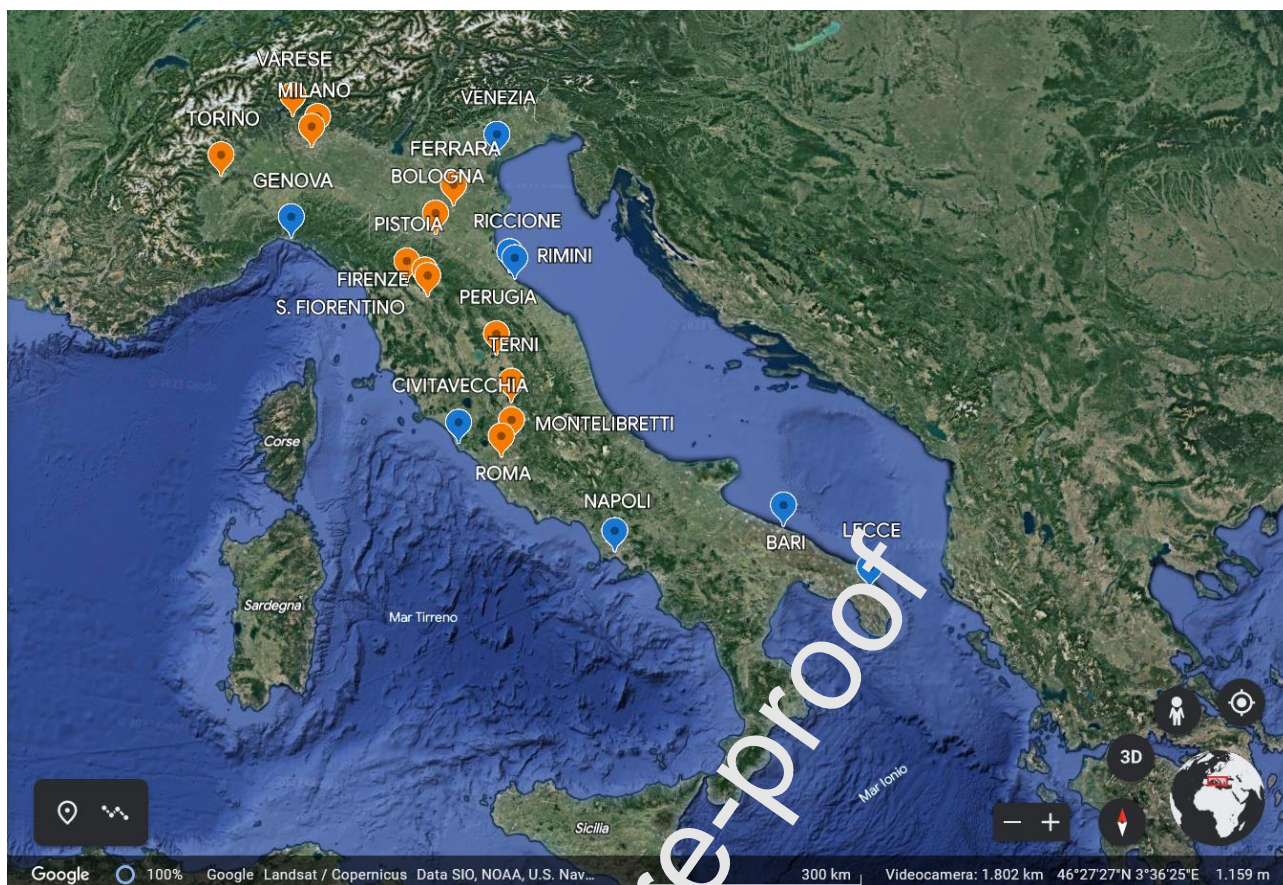 VARESE
MILANO
VENEZIA
TORINO
FERRARA
BOLOGNA
GENOVA
PISTOIA
RICCIONE
RIMINI
FIRENZE
PERUGIA
S. FIORENTINO
TERNI
CIVITAVECCHIA
MONTELIBRETTI
Corse
ROMA
NAPOLI
LECCE
BARI
Sardegna
Mar Tirreno
e-proof
3D
Mar Ionio
Sicilia
Google 100% Google Landsat / Copernicus Data SIO, NOAA, U.S. Nav... 300 km Videocamera: 1.802 km 46°27'27"N 3°36'25"E 1.159 m